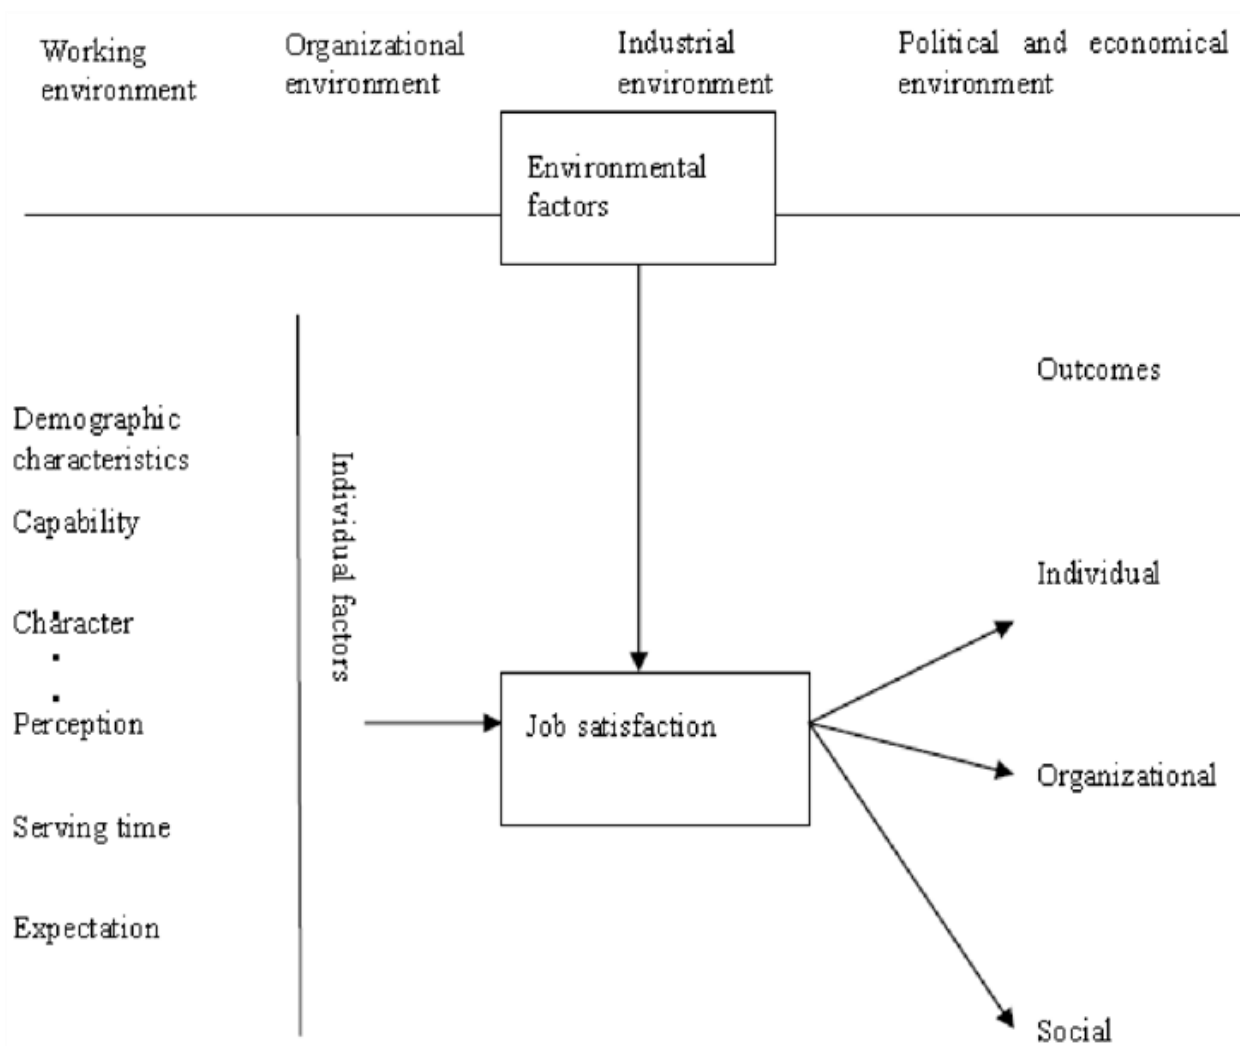 Working
environment
Organizational
environment
Industrial
environment
Political and economical
environment
Environmental
factors
Outcomes
Demographic
characteristics
Capability
Character
Perception
Serving time
Expectation
Individual factors
Job satisfaction
Individual
Organizational
Social